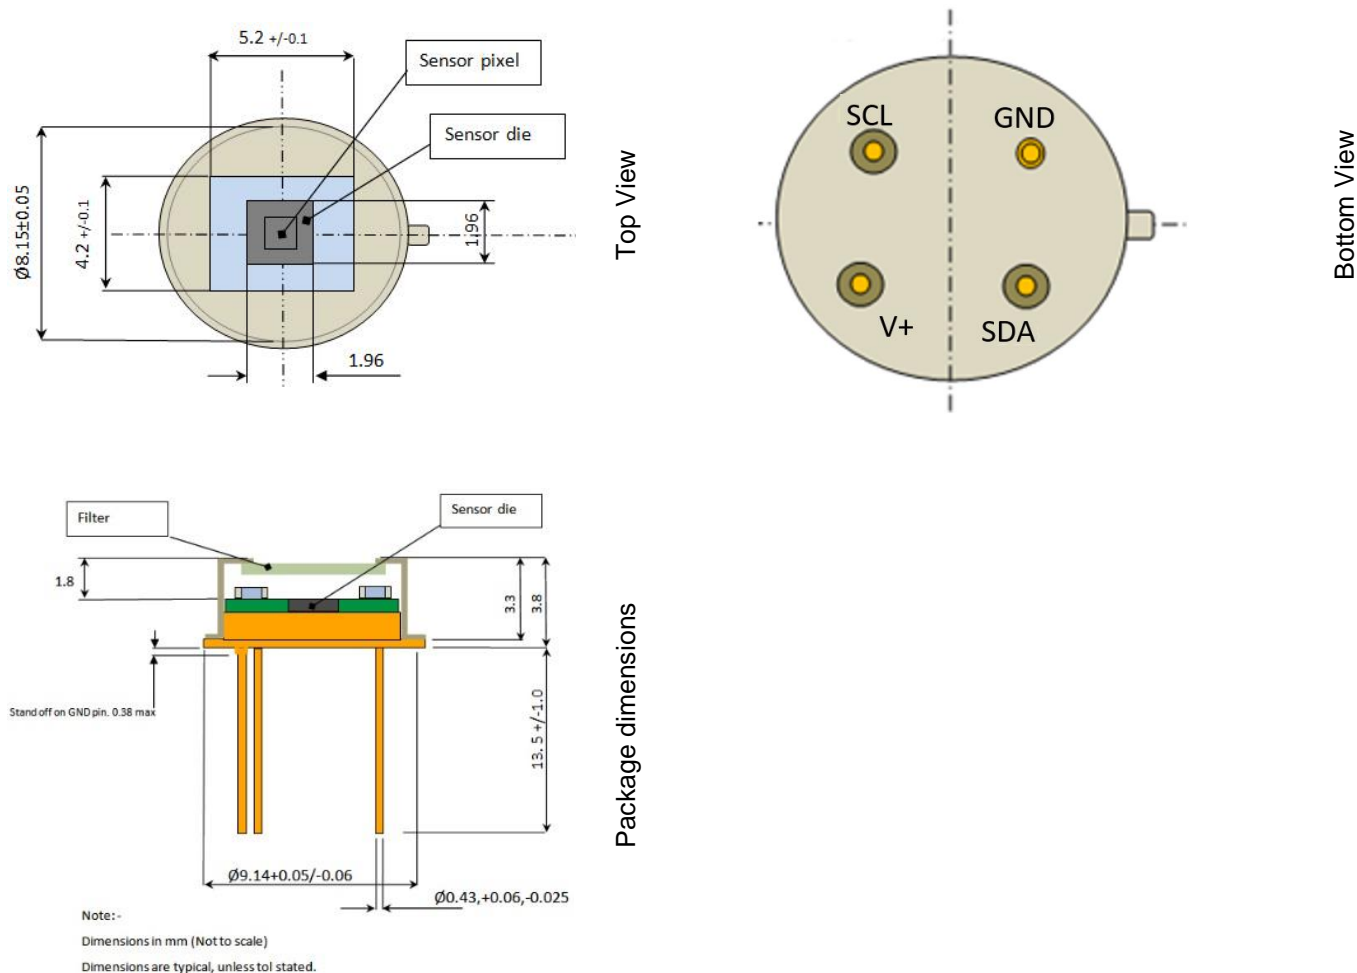 5.2 +/-0.1
Sensor pixel
Sensor die
Ø8.15±0.05
4.2 +/-0.1
1.96
1.96
Top View
SCL
GND
V+
SDA
Bottom View
Filter
Sensor die
1.8
3.3
3.8
Stand off on GND pin. 0.38 max
13. 5 +/-1.0
Ø9.14+0.05/-0.06
Ø0.43,+0.06,-0.025
Package dimensions
Note:-
Dimensions in mm (Not to scale)
Dimensions are typical, unless tol stated.